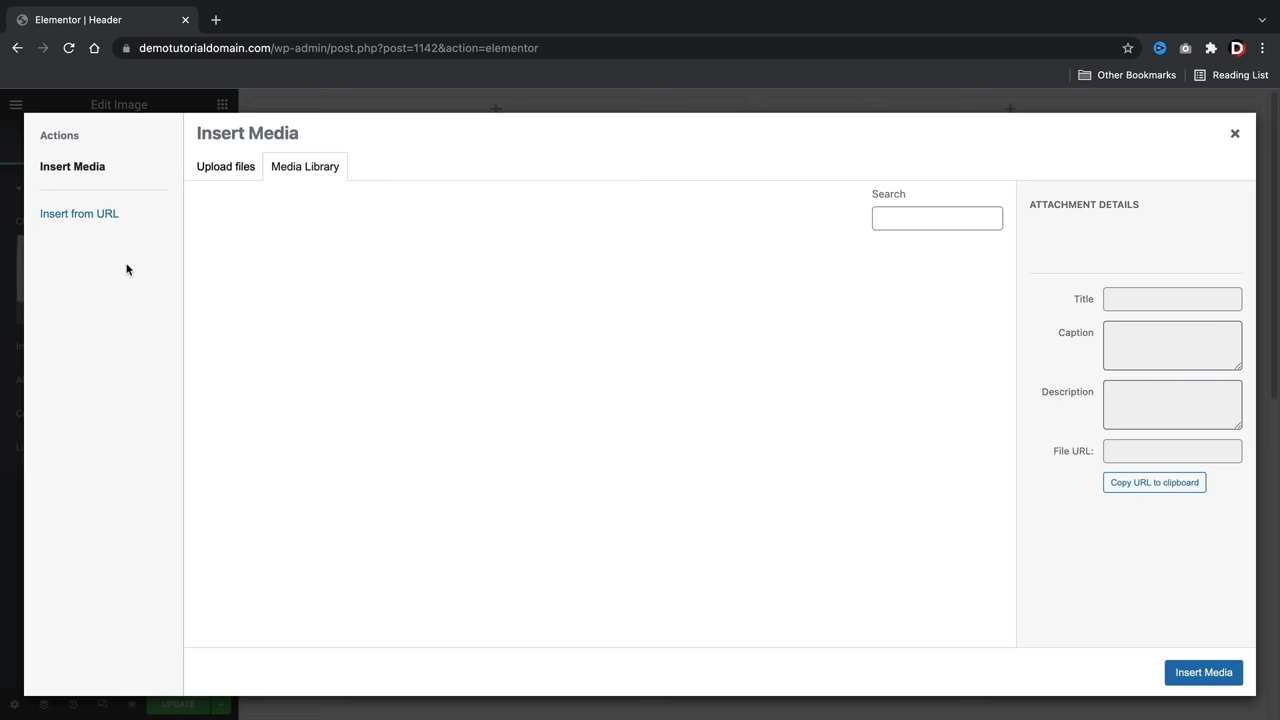 Elementor | Header
demotutorialdomain.com/wp-admin/post.php?post=1142&action=elementor
Other Bookmarks
Reading List
Edit Image
Actions
Insert Media
Insert from URL
Insert Media
Upload files
Media Library
Search
ATTACHMENT DETAILS
Title
Caption
Description
File URL:
Copy URL to clipboard
Insert Media
UPDATE